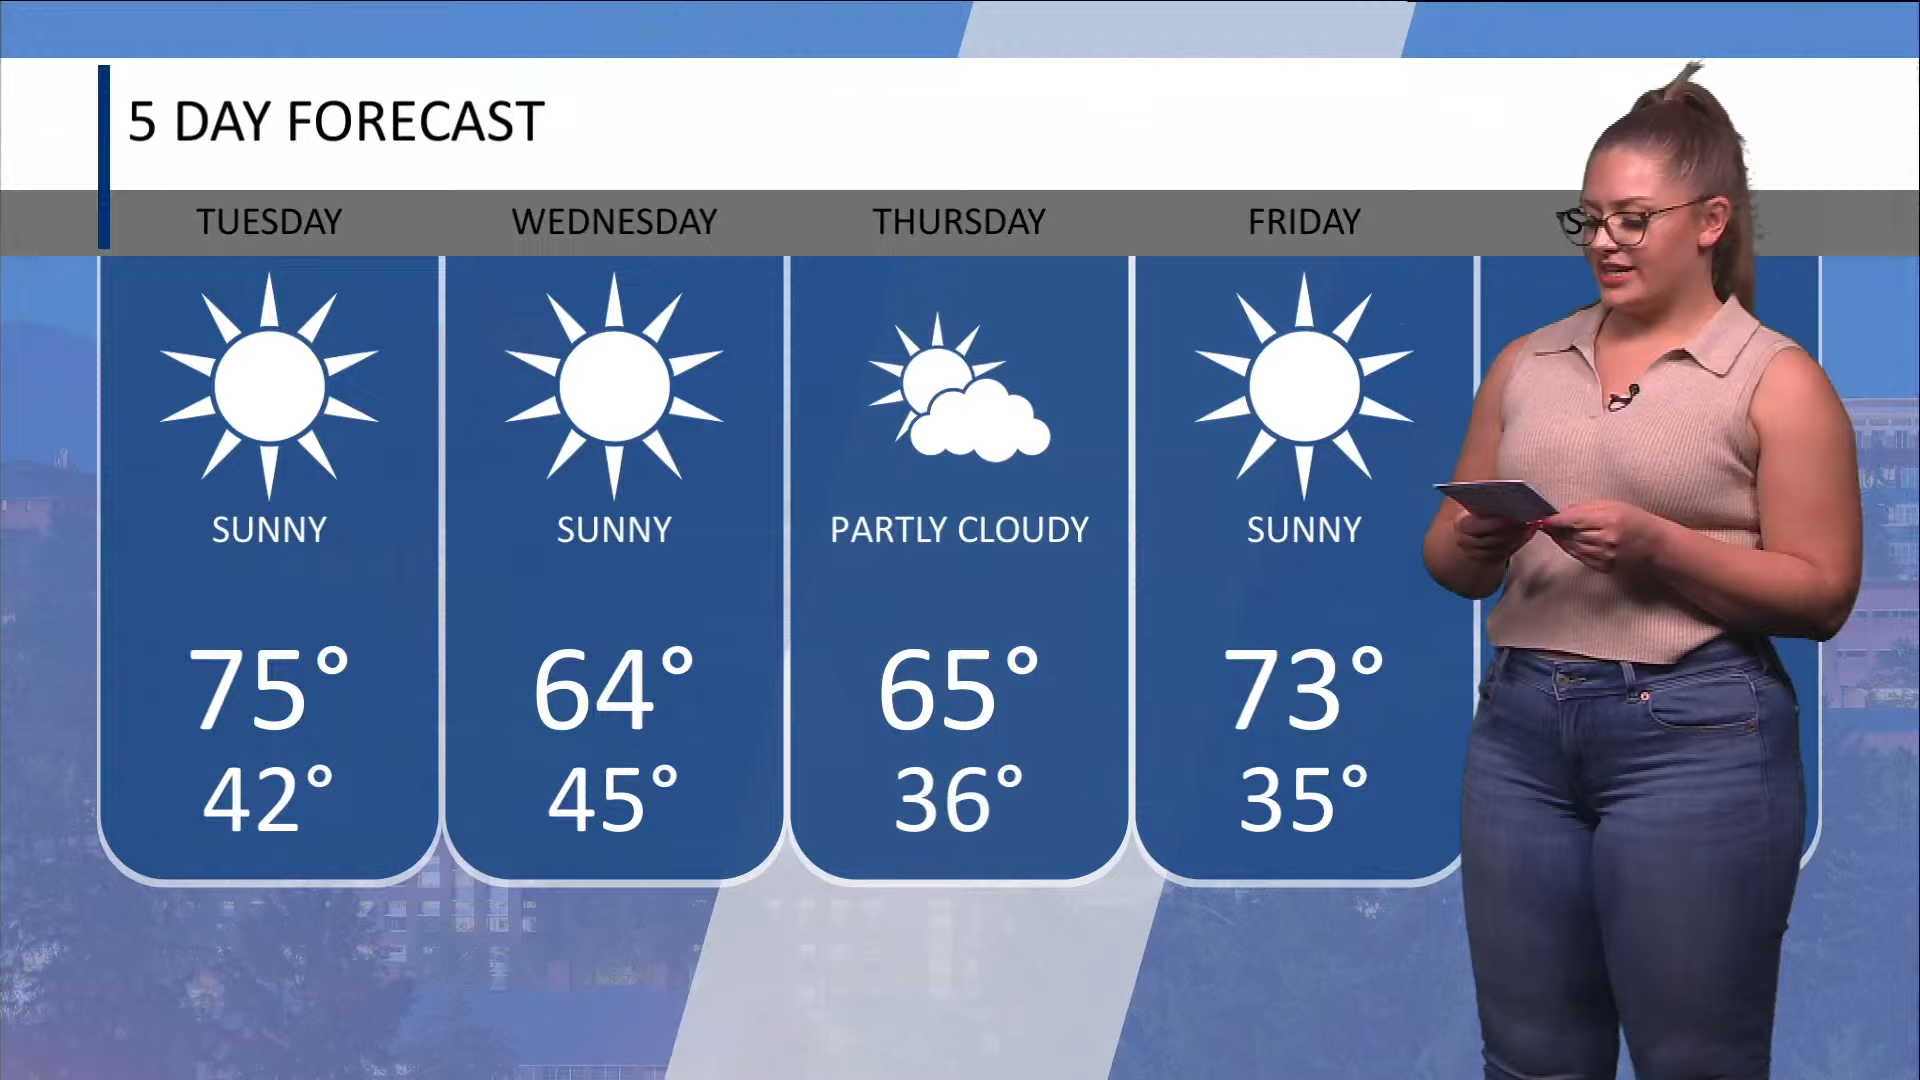 5 DAY FORECAST
TUESDAY WEDNESDAY THURSDAY FRIDAY
SUNNY SUNNY PARTLY CLOUDY SUNNY
75° 64° 65° 73°
42° 45° 36° 35°